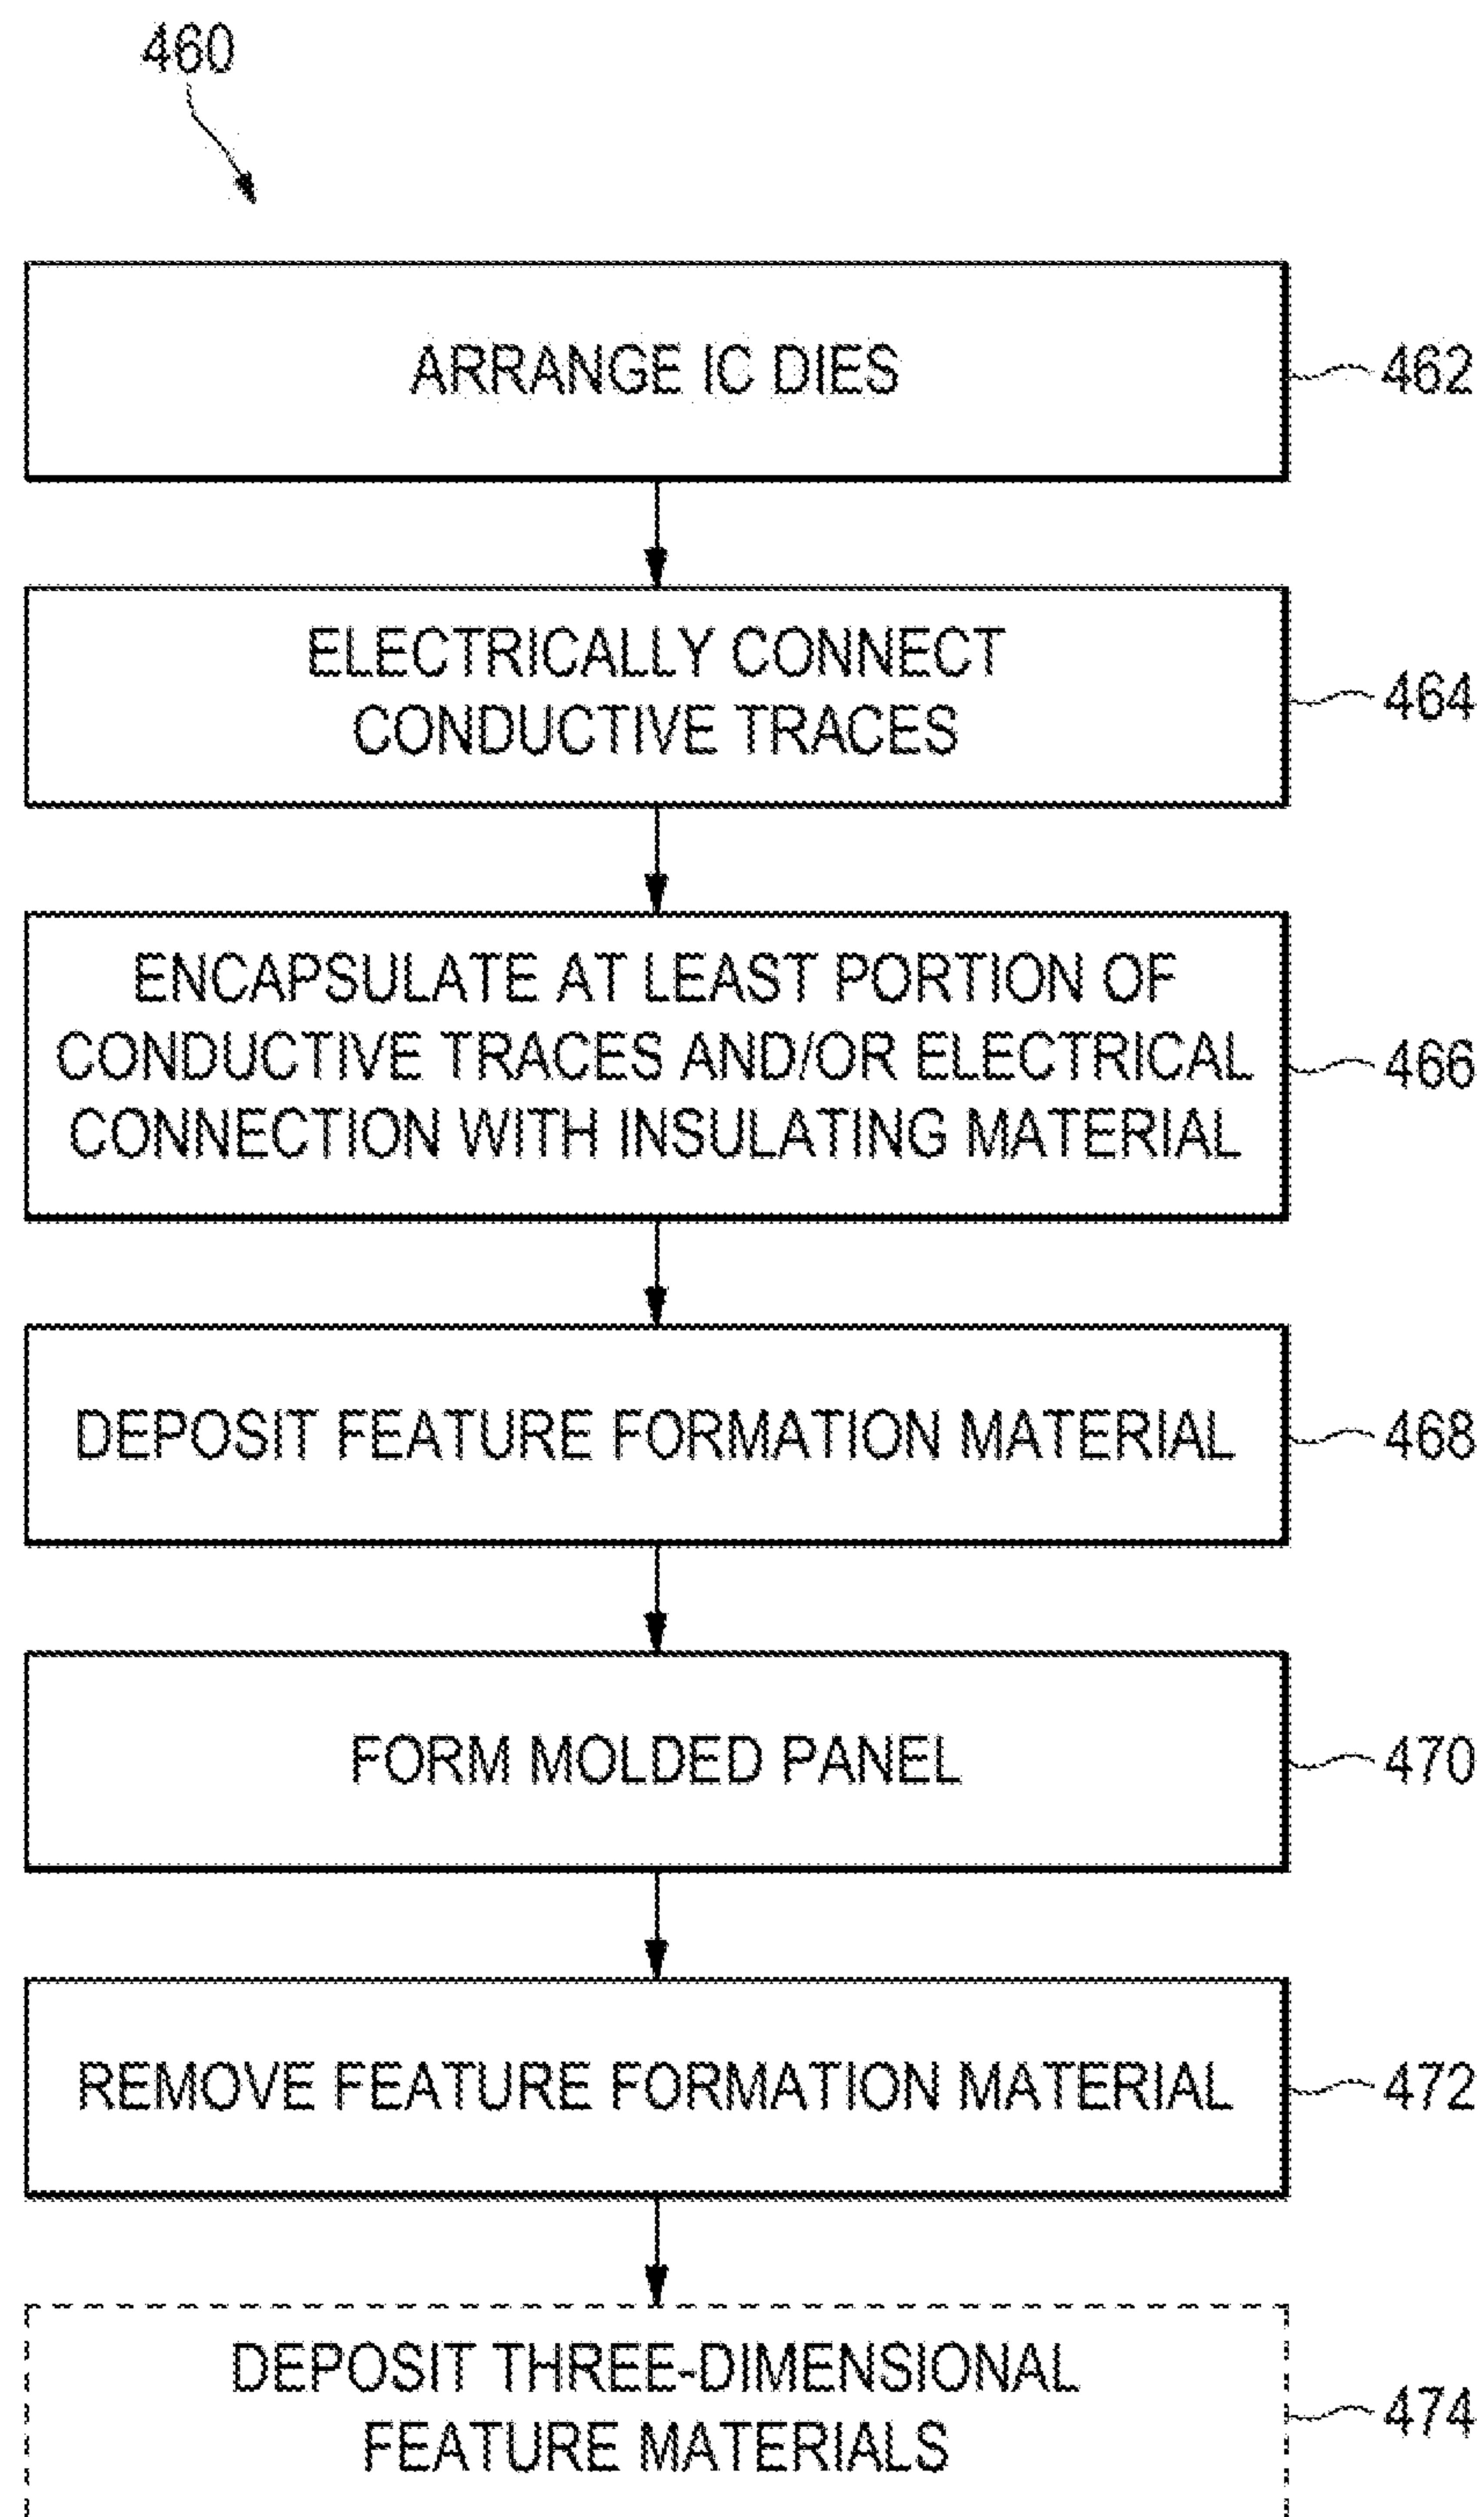 460
ARRANGE IC DIES
462
ELECTRICALLY CONNECT
CONDUCTIVE TRACES
464
ENCAPSULATE AT LEAST PORTION OF
CONDUCTIVE TRACES AND/OR ELECTRICAL
CONNECTION WITH INSULATING MATERIAL
466
DEPOSIT FEATURE FORMATION MATERIAL
468
FORM MOLDED PANEL
470
REMOVE FEATURE FORMATION MATERIAL
472
DEPOSIT THREE-DIMENSIONAL
FEATURE MATERIALS
474